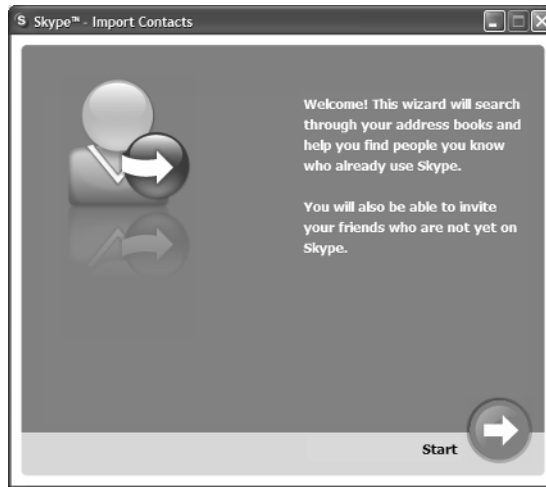 S Skype™ - Import Contacts
Welcome! This wizard will search
through your address books and
help you find people you know
who already use Skype.
You will also be able to invite
your friends who are not yet on
Skype.
Start